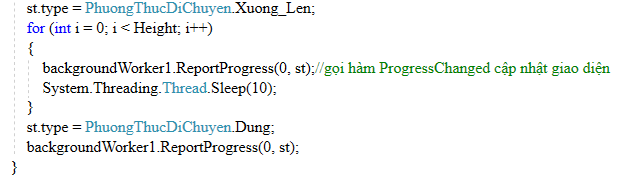 st.type = PhuongThucDiChuyen.Xuong_Len;
for (int i = 0; i < Height; i++)
{
backgroundWorker1.ReportProgress(0, st);//gọi hàm ProgressChanged cập nhật giao diện
System.Threading.Thread.Sleep(10);
}
st.type = PhuongThucDiChuyen.Dung;
backgroundWorker1.ReportProgress(0, st);
}